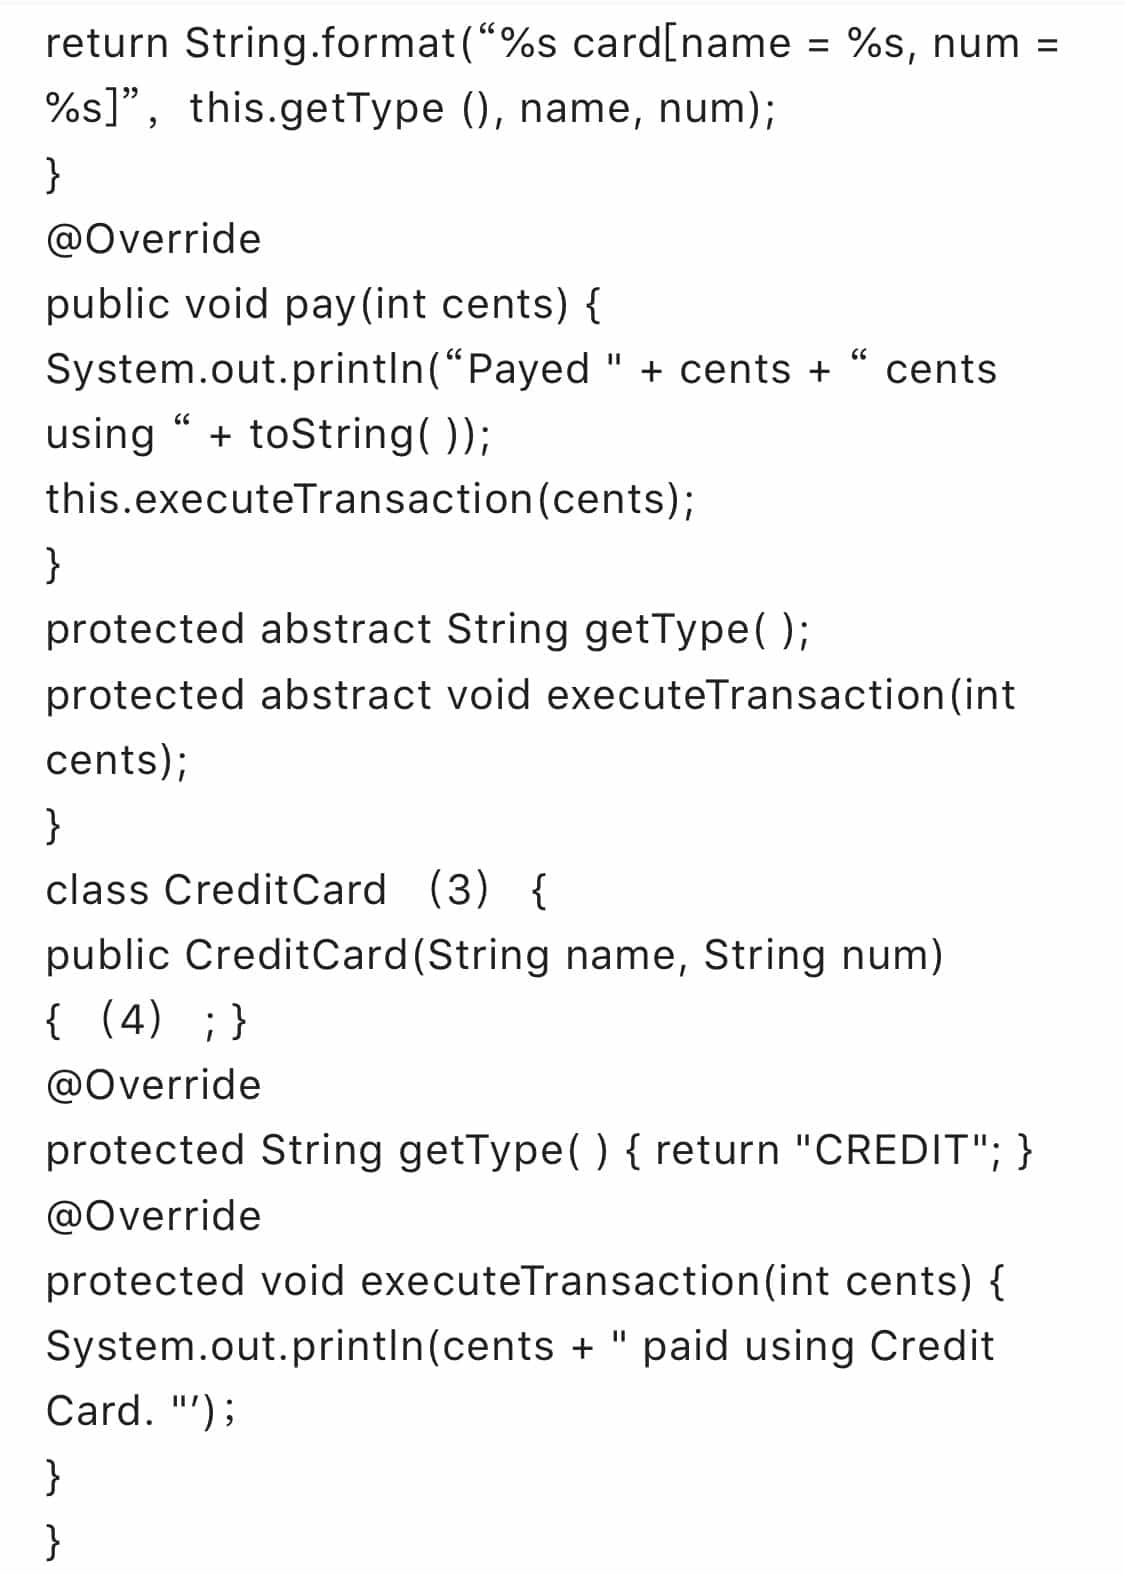 return String.format(“%s card[name = %s, num =
%s]”, this.getType (), name, num);
}
@Override
public void pay(int cents) {
System.out.println(“Payed " + cents + “ cents
using “ + toString( ));
this.executeTransaction(cents);
}
protected abstract String getType( );
protected abstract void executeTransaction(int
cents);
}
class CreditCard (3) {
public CreditCard(String name, String num)
{ (4) ; }
@Override
protected String getType( ) { return "CREDIT"; }
@Override
protected void executeTransaction(int cents) {
System.out.println(cents + " paid using Credit
Card. "′);
}
}